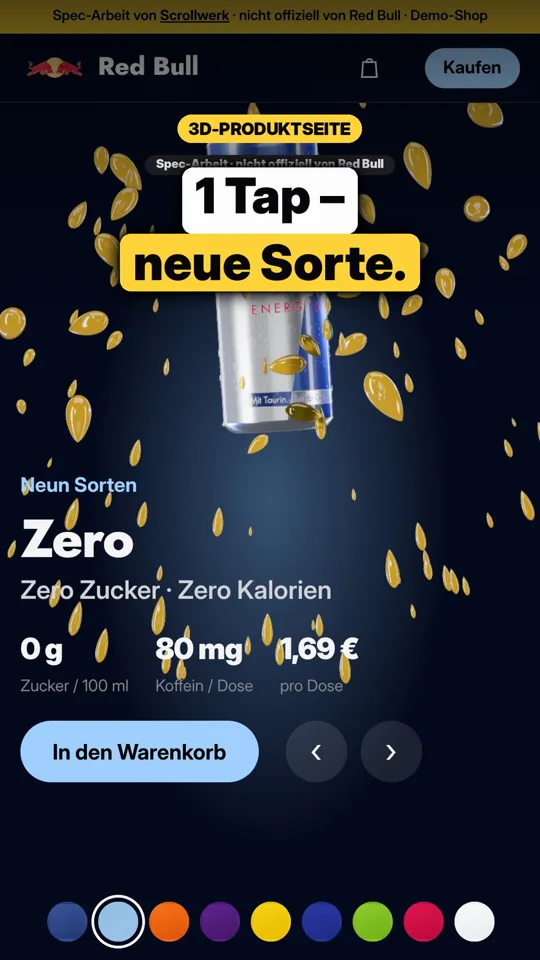 Spec-Arbeit von Scrollwerk · nicht offiziell von Red Bull · Demo-Shop
Red Bull
Kaufen
3D-PRODUKTSEITE
Spec-Arbeit · nicht offiziell von Red Bull
1 Tap –
neue Sorte.
ENERGY
Mit Taurin.
Neun Sorten
Zero
Zero Zucker · Zero Kalorien
0 g 80 mg 1,69 €
Zucker / 100 ml Koffein / Dose pro Dose
In den Warenkorb ‹ ›